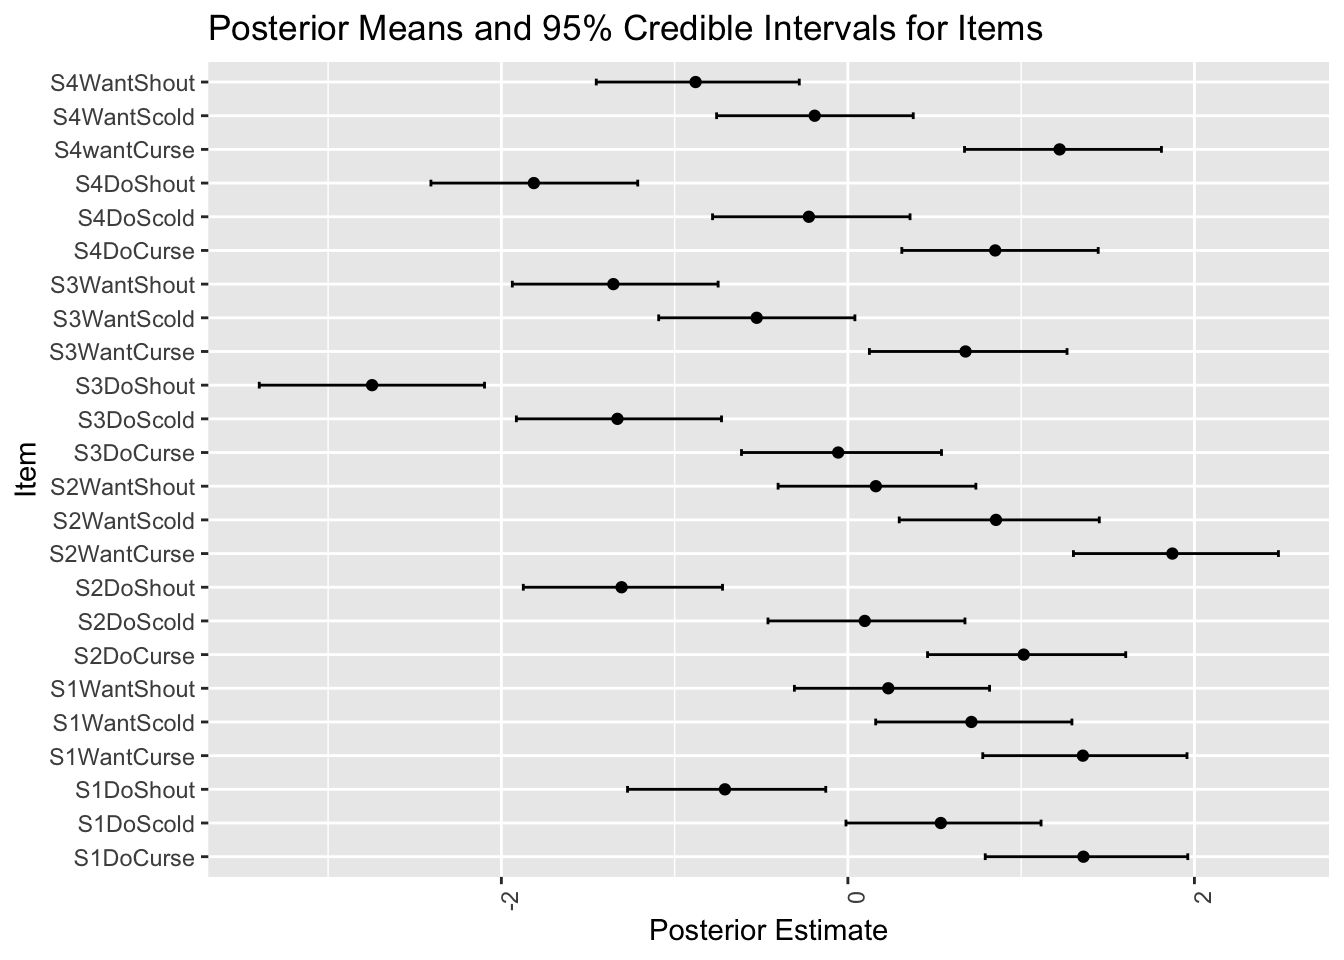 Posterior Means and 95% Credible Intervals for Items
S4WantShout
S4WantScold
S4wantCurse
S4DoShout
S4DoScold
S4DoCurse
S3WantShout
S3WantScold
S3WantCurse
S3DoShout
S3DoScold
S3DoCurse
S2WantShout
S2WantScold
S2WantCurse
S2DoShout
S2DoScold
S2DoCurse
S1WantShout
S1WantScold
S1WantCurse
S1DoShout
S1DoScold
S1DoCurse
Item
-2
0
2
Posterior Estimate